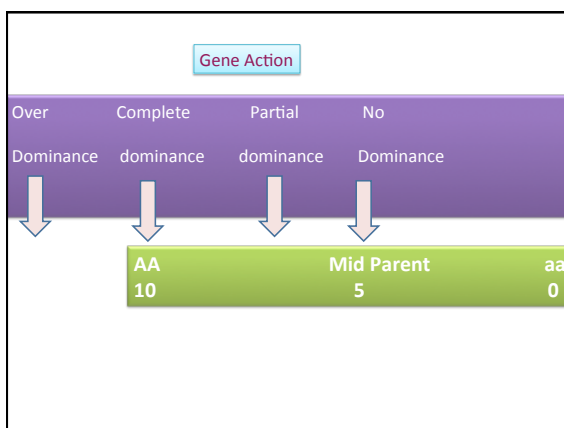 Gene Action
Over Complete Partial No
Dominance dominance dominance Dominance
AA Mid Parent aa
10 5 0